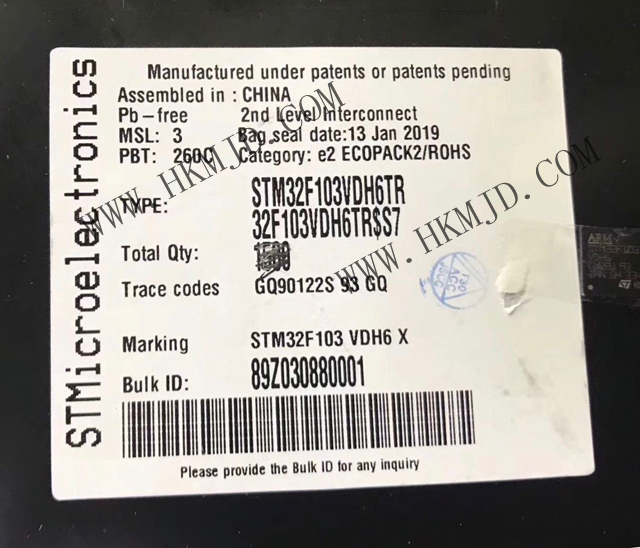 STMicroelectronics
Manufactured under patents or patents pending
Assembled in : CHINA
Pb-free 2nd Level Interconnect
MSL: 3 Bag seal date:13 Jan 2019
PBT: 260C Category: e2 ECOPACK2/ROHS
TYPE: STM32F103VDH6TR
32F103VDH6TR$S7
Total Qty:
Trace codes GQ90122S 93 GQ
Marking STM32F103 VDH6 X
Bulk ID: 89Z030880001
Please provide the Bulk ID for any inquiry
WWW.HKMJD.COM
WWW.HKMJD.COM
ARM